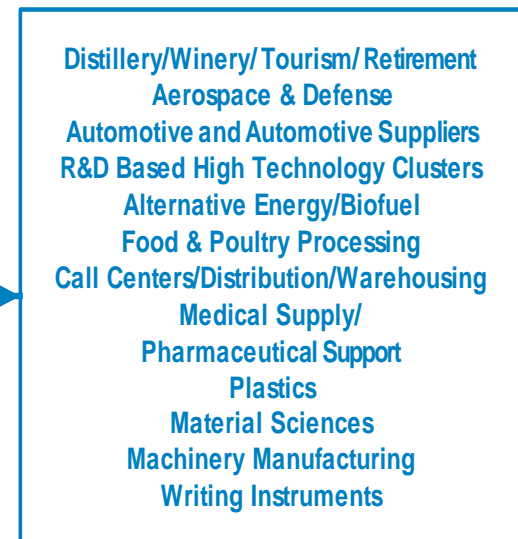 Distillery/Winery/ Tourism/ Retirement
Aerospace & Defense
Automotive and Automotive Suppliers
R&D Based High Technology Clusters
Alternative Energy/Biofuel
Food & Poultry Processing
Call Centers/Distribution/Warehousing
Medical Supply/
Pharmaceutical Support
Plastics
Material Sciences
Machinery Manufacturing
Writing Instruments